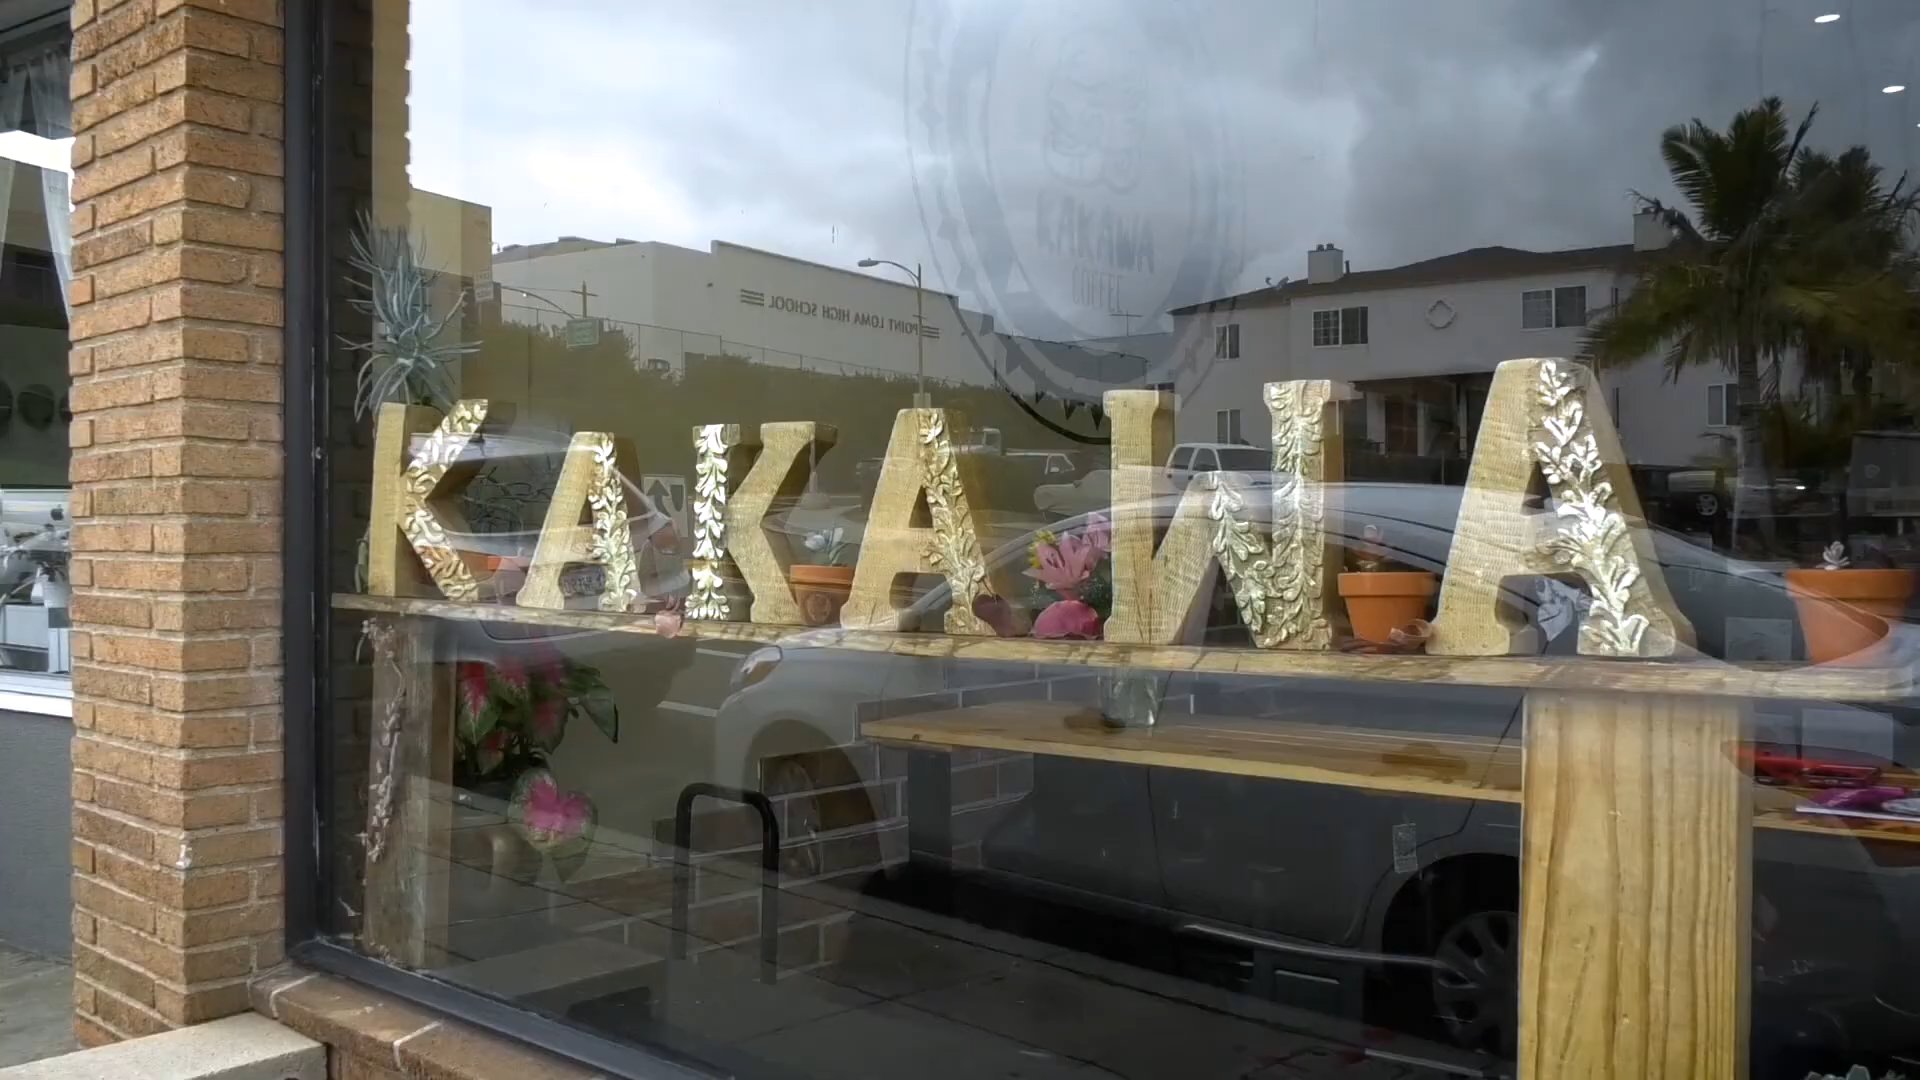 KAKAWA
COFFEE
POINT LOMA HIGH SCHOOL
KAKAWA